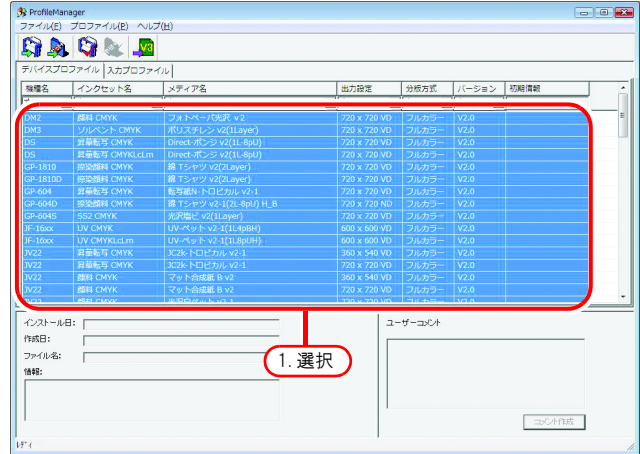 ProfileManager
ファイル(F) プロファイル(P) ヘルプ(H)
V3
デバイスプロファイル 入力プロファイル
機種名 インクセット名 メディア名 出力設定 分版方式 バージョン 初期情報
DM2 顔料 CMYK フォトペーパ光沢 v2 720 x 720 VD フルカラー V2.0
DM3 ソルベント CMYK ポリスチレン v2(1Layer) 720 x 720 VD フルカラー V2.0
DS 昇華転写 CMYK Direct-ポンジ v2(1L-8pU) 720 x 720 VD フルカラー V2.0
DS 昇華転写 CMYKLcLm Direct-ポンジ v2(1L-8pU) 720 x 720 VD フルカラー V2.0
GP-1810 捺染顔料 CMYK 綿 Tシャツ v2(2Layer) 720 x 720 VD フルカラー V2.0
GP-1810D 捺染顔料 CMYK 綿 Tシャツ v2(2Layer) 720 x 720 VD フルカラー V2.0
GP-604 昇華転写 CMYK 転写紙N-トロピカル v2-1 720 x 720 VD フルカラー V2.0
GP-604D 捺染顔料 CMYK 綿 Tシャツ v2-1(2L-8pU) H_B 720 x 720 ND フルカラー V2.0
GP-604S SS2 CMYK 光沢塩ビ v2(1Layer) 720 x 720 VD フルカラー V2.0
JF-16xx UV CMYK UV-ペット v2-1(1L4pBH) 600 x 600 VD フルカラー V2.0
JF-16xx UV CMYKLcLm UV-ペット v2-1(1L8pUH) 600 x 600 VD フルカラー V2.0
JV22 昇華転写 CMYK JC2k-トロピカル v2-1 360 x 540 VD フルカラー V2.0
JV22 昇華転写 CMYK JC2k-トロピカル v2-1 720 x 720 VD フルカラー V2.0
JV22 顔料 CMYK マット合成紙 B v2 360 x 540 VD フルカラー V2.0
JV22 顔料 CMYK マット合成紙 B v2 720 x 720 VD フルカラー V2.0
JV22 顔料 CMYK 光沢白ペット v2-1 720 x 720 VD フルカラー V2.0
インストール日:
作成日:
ファイル名:
情報:
1. 選択
ユーザーコメント
コメント作成
レディ